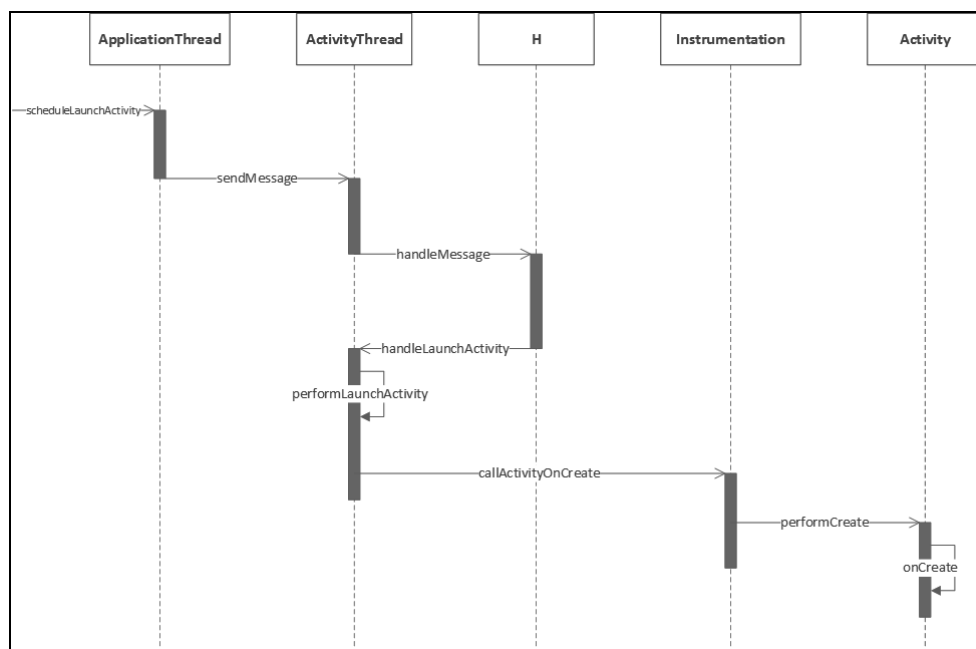 ApplicationThread
ActivityThread
H
Instrumentation
Activity
scheduleLaunchActivity
sendMessage
handleMessage
handleLaunchActivity
performLaunchActivity
callActivityOnCreate
performCreate
onCreate